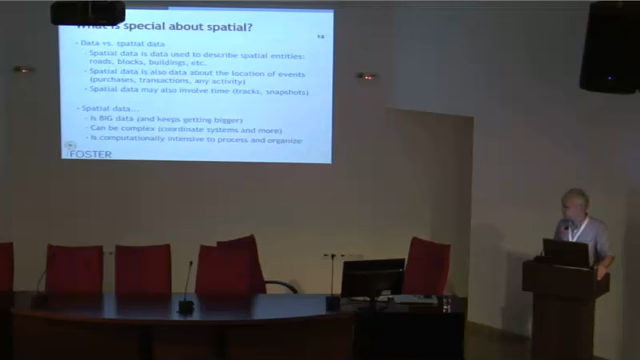 What is special about spatial?
14
- Data vs. spatial data
- Spatial data is data used to describe spatial entities:
roads, blocks, buildings, etc.
- Spatial data is also data about the location of events
(purchases, transactions, any activity)
- Spatial data may also involve time (tracks, snapshots)
- Spatial data...
- Is BIG data (and keeps getting bigger)
- Can be complex (coordinate systems and more)
- Is computationally intensive to process and organize
FOSTER